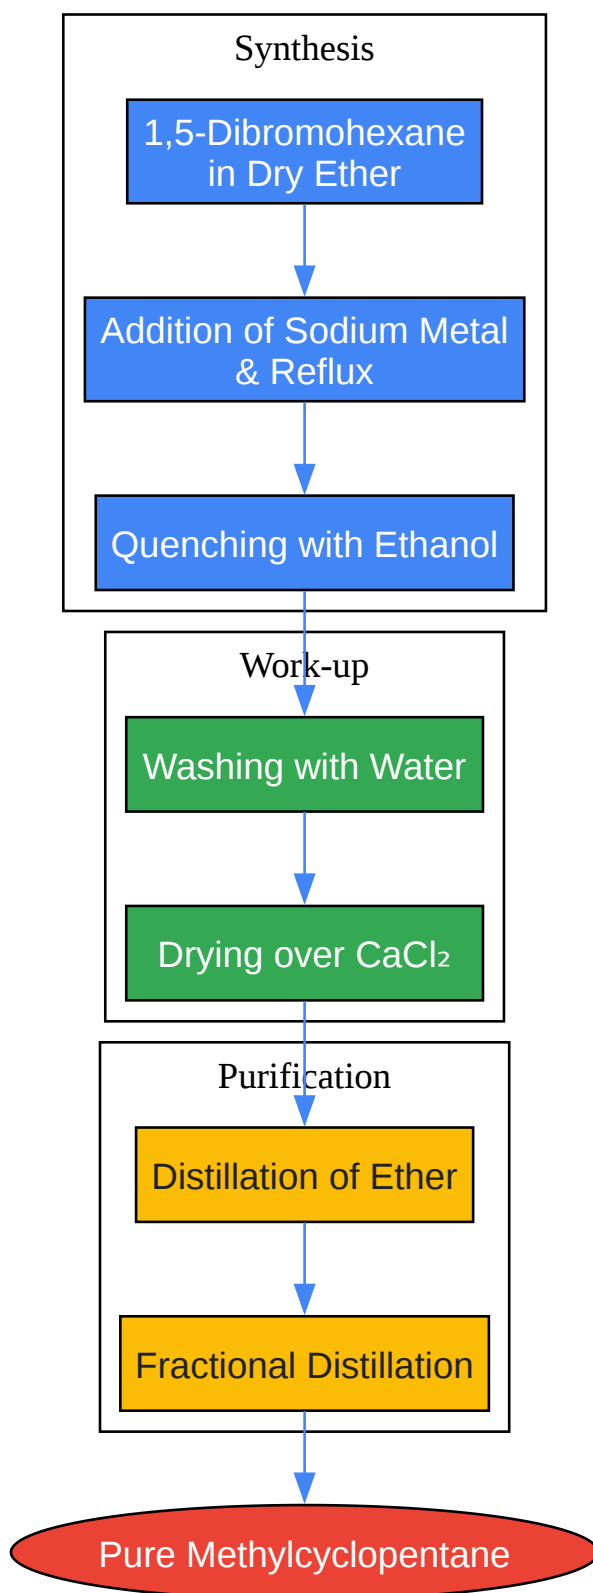 Synthesis
1,5-Dibromohexane
in Dry Ether
Addition of Sodium Metal
& Reflux
Quenching with Ethanol
Work-up
Washing with Water
Drying over CaCl₂
Purification
Distillation of Ether
Fractional Distillation
Pure Methylcyclopentane